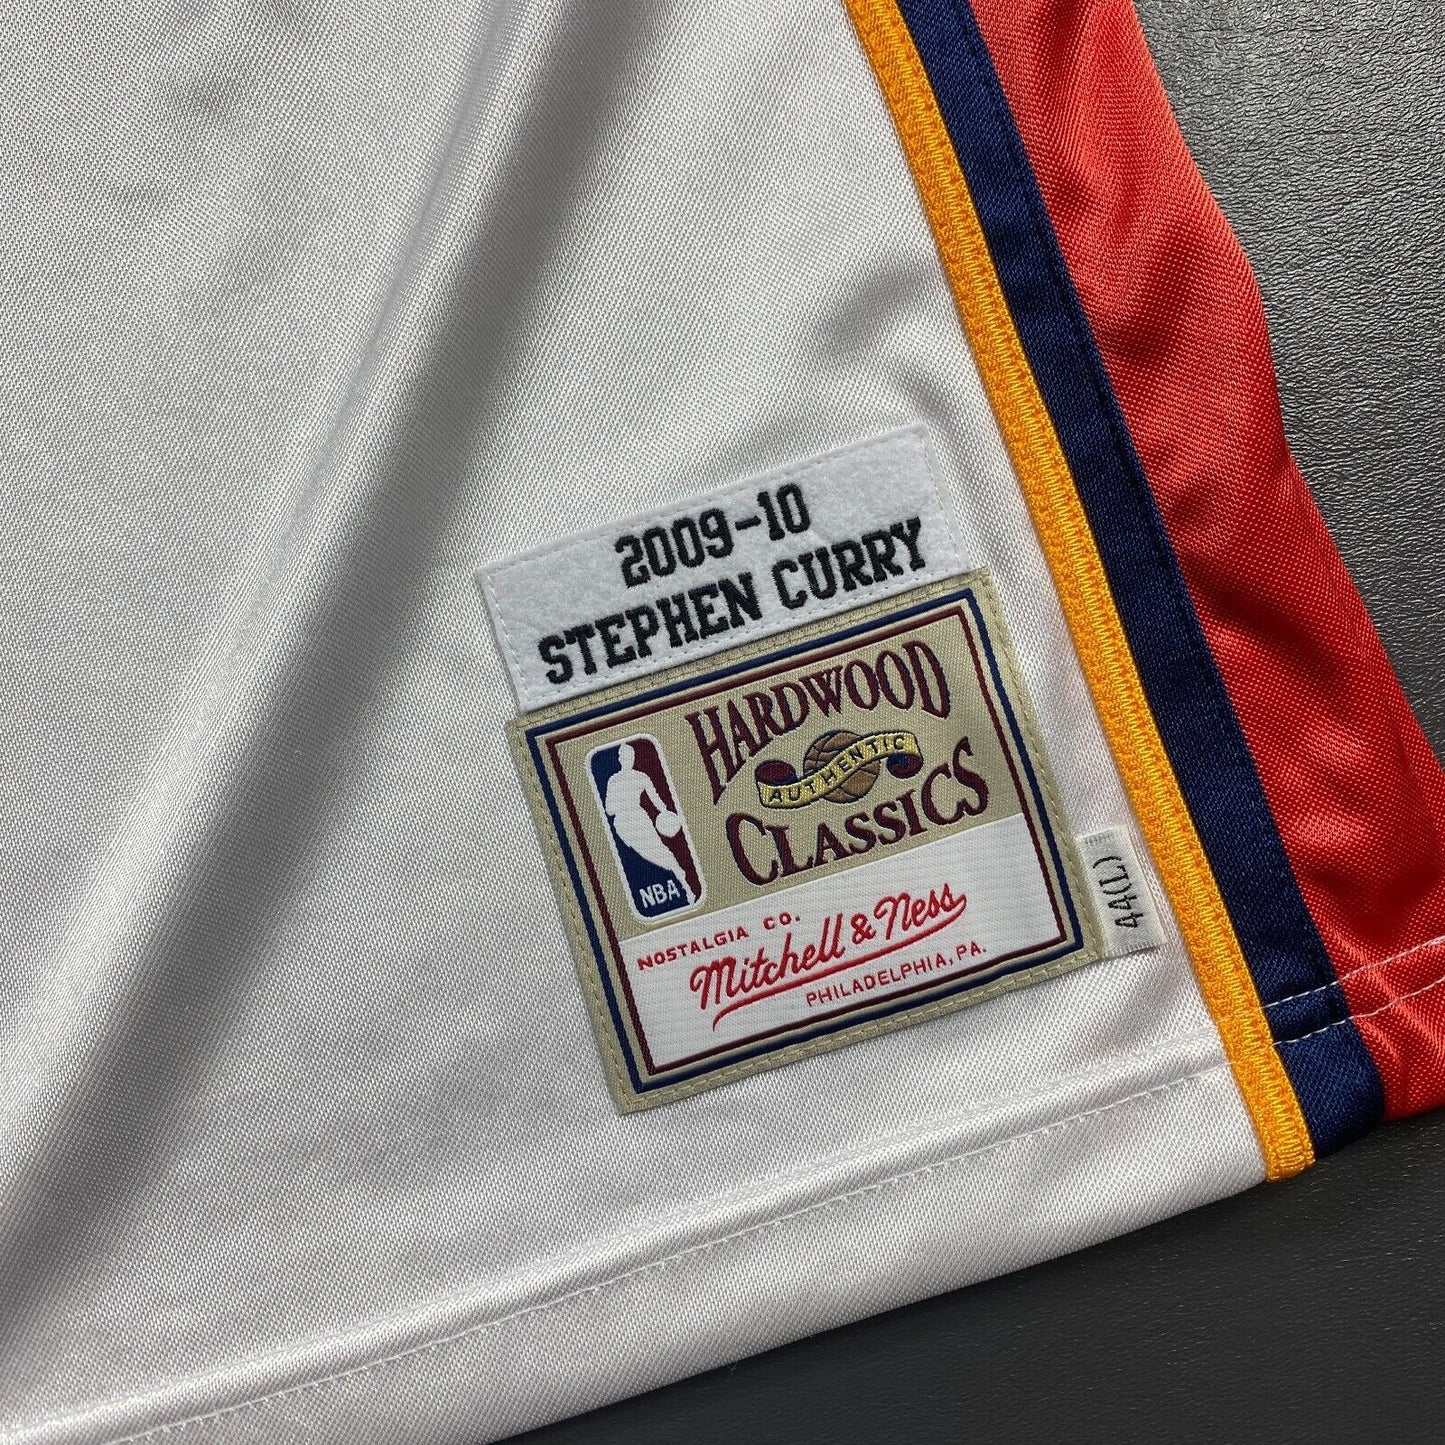 2009-10
STEPHEN CURRY
HARDWOOD
AUTHENTIC
CLASSICS
NBA
NOSTALGIA CO.
Mitchell & Ness
PHILADELPHIA, PA.
44(L)